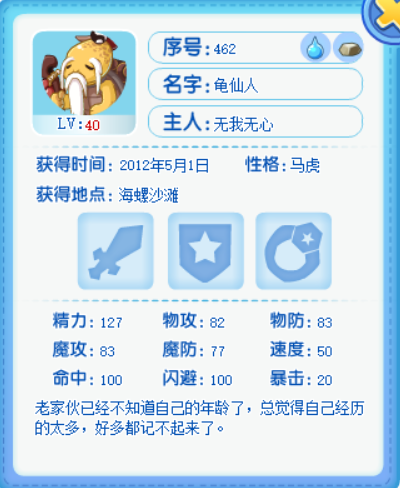 序号:462
名字:龟仙人
LV:40
主人:无我无心
获得时间:2012年5月1日 性格:马虎
获得地点:海螺沙滩
精力:127 物攻:82 物防:83
魔攻:83 魔防:77 速度:50
命中:100 闪避:100 暴击:20
老家伙已经不知道自己的年龄了，总觉得自己经历
的太多，好多都记不起来了。